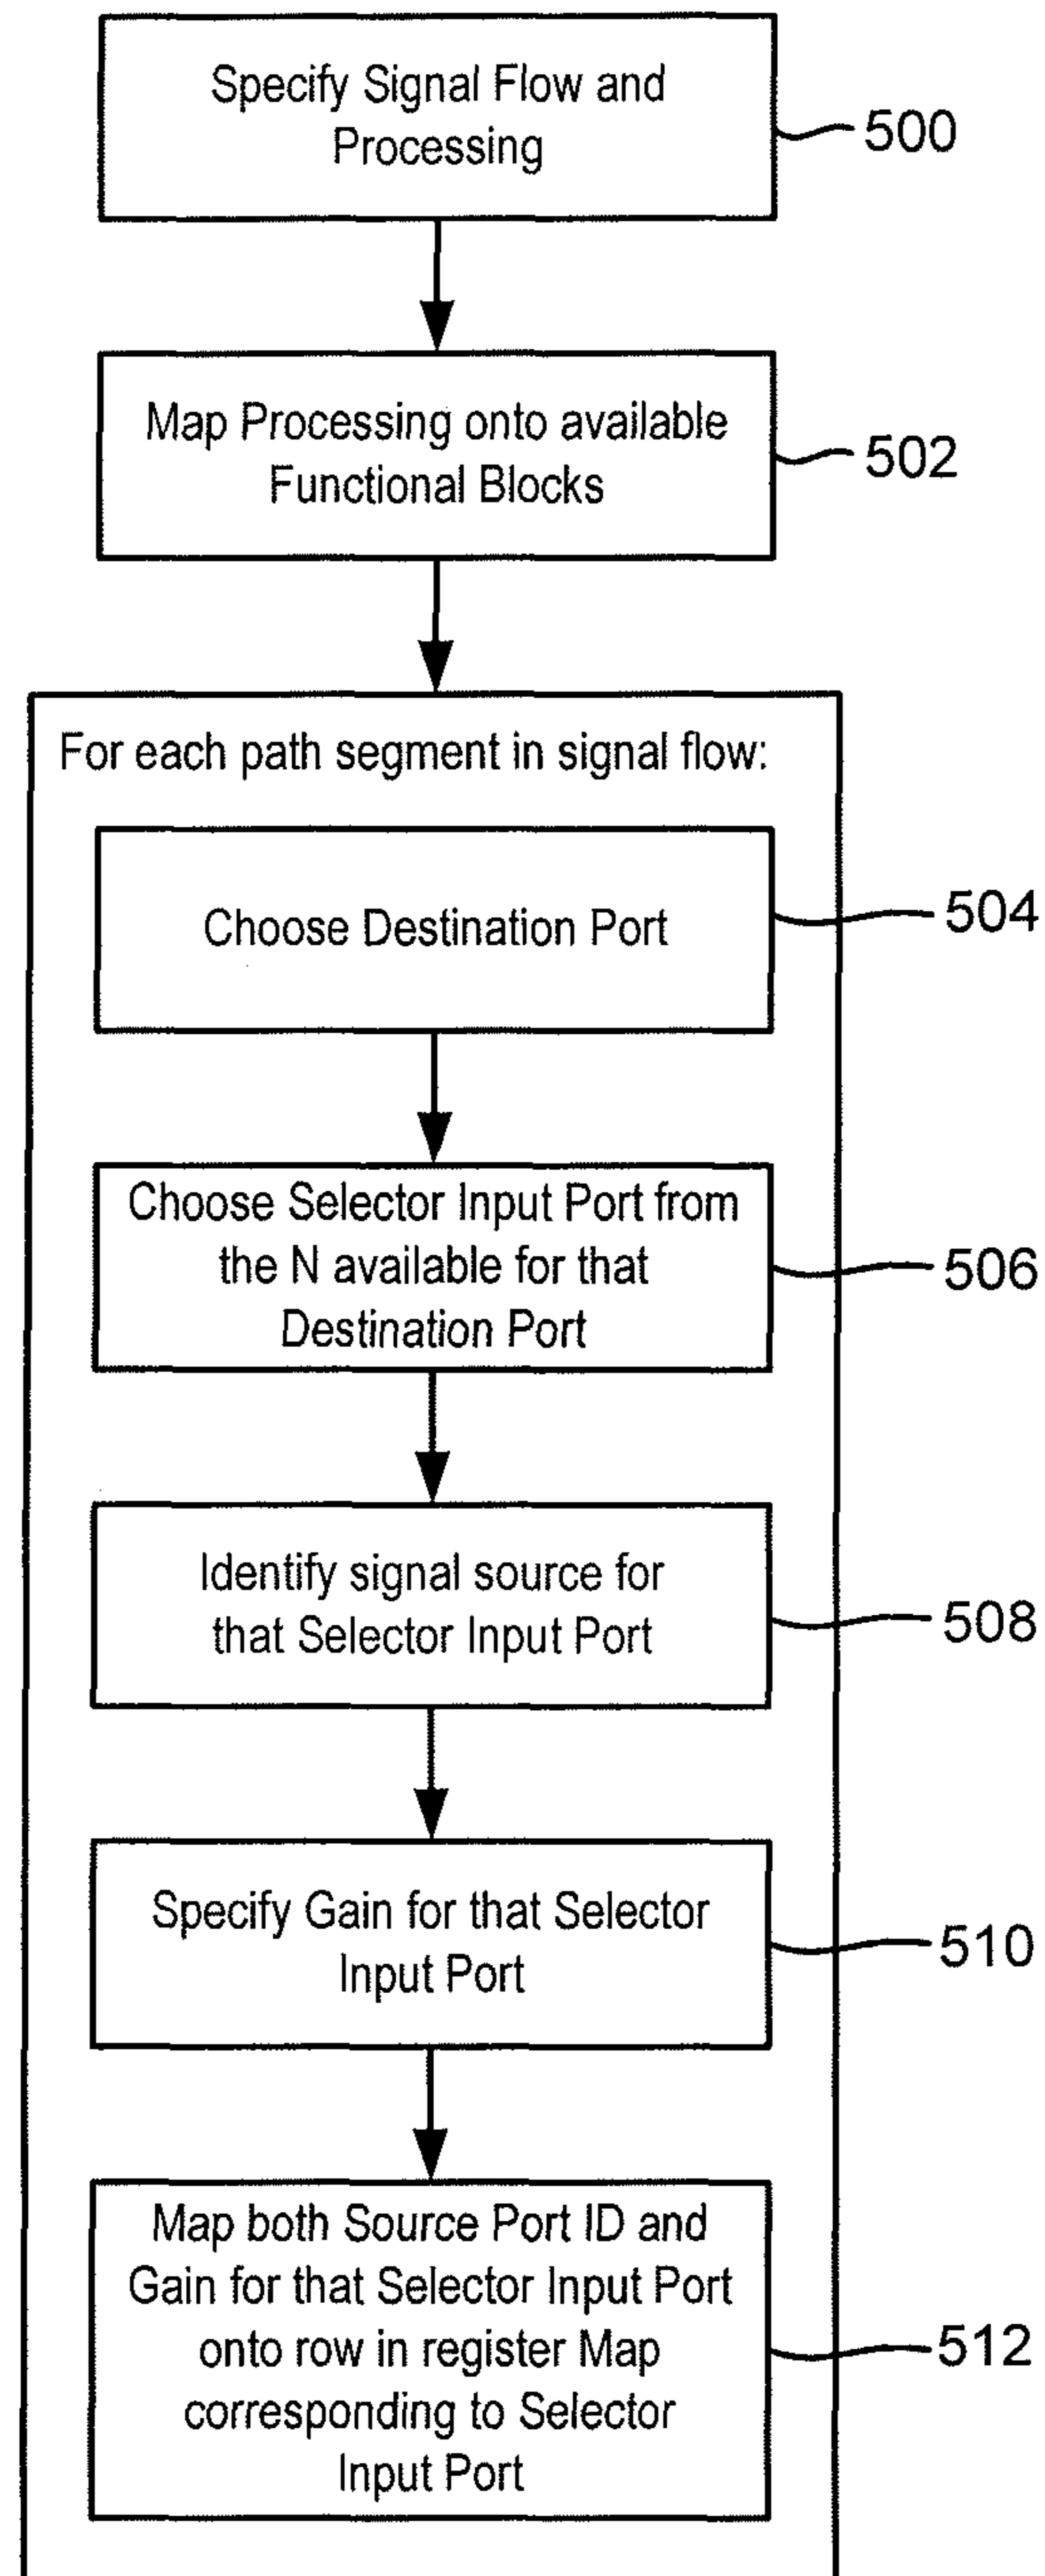 Specify Signal Flow and
Processing
500
Map Processing onto available
Functional Blocks
502
For each path segment in signal flow:
Choose Destination Port
504
Choose Selector Input Port from
the N available for that
Destination Port
506
Identify signal source for
that Selector Input Port
508
Specify Gain for that Selector
Input Port
510
Map both Source Port ID and
Gain for that Selector Input Port
onto row in register Map
corresponding to Selector
Input Port
512